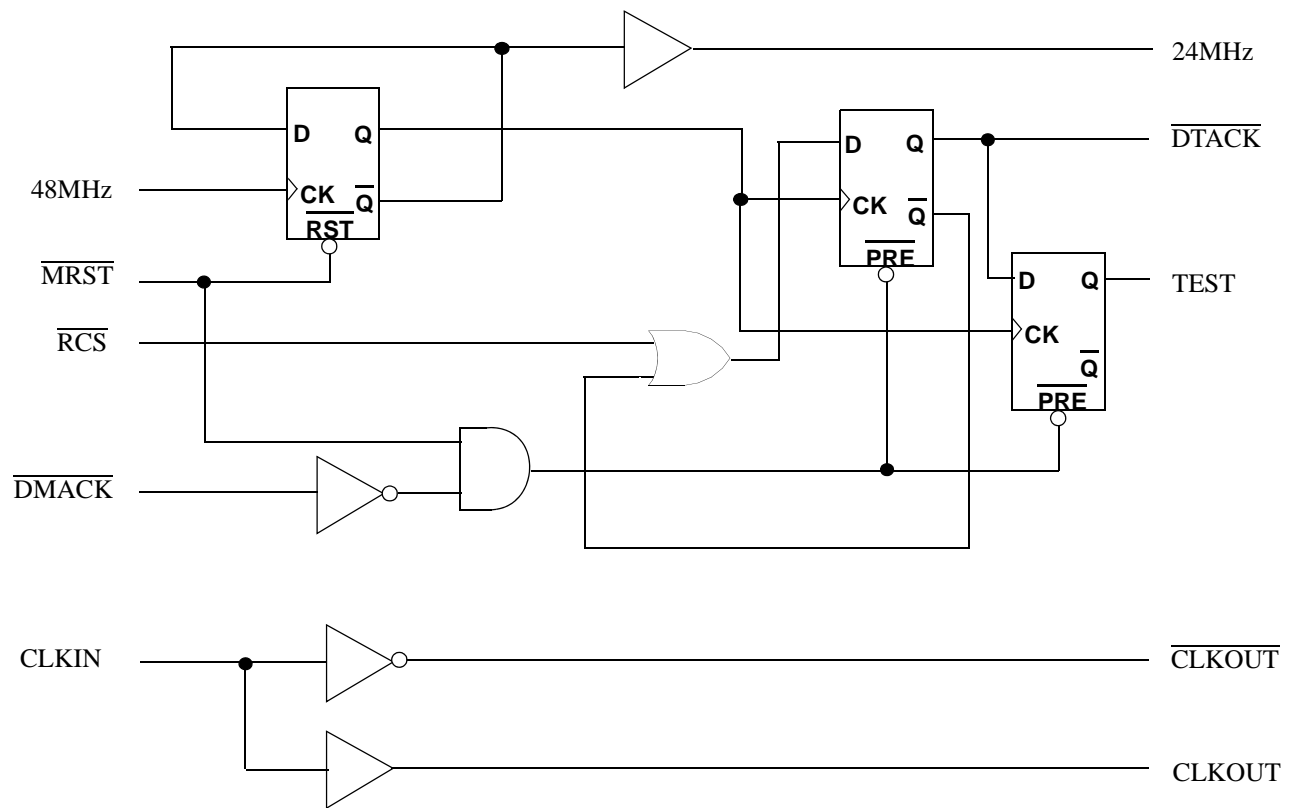 24MHz
D Q
D Q
DTACK
48MHz
CK Q
CK Q
RST
PRE
MRST
D Q
TEST
RCS
CK
Q
PRE
DMACK
CLKIN
CLKOUT
CLKOUT